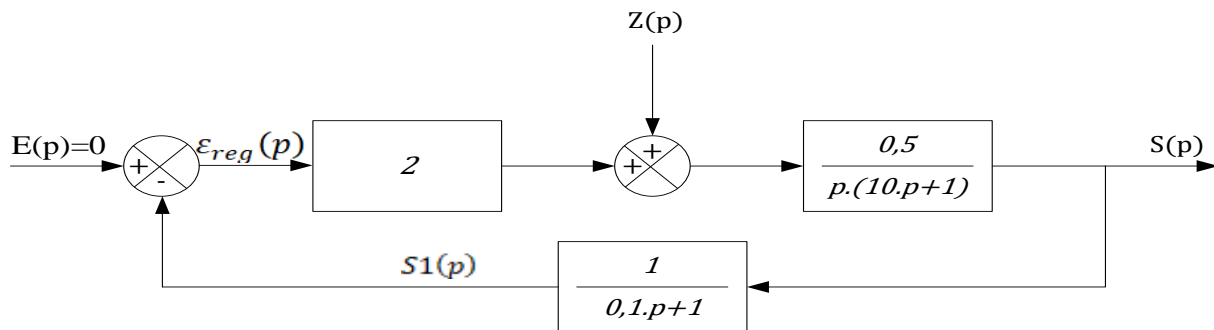 Z(p)
E(p)=0
+
-
ε_reg(p)
2
+
+
0,5
p.(10.p+1)
S(p)
S1(p)
1
0,1.p+1